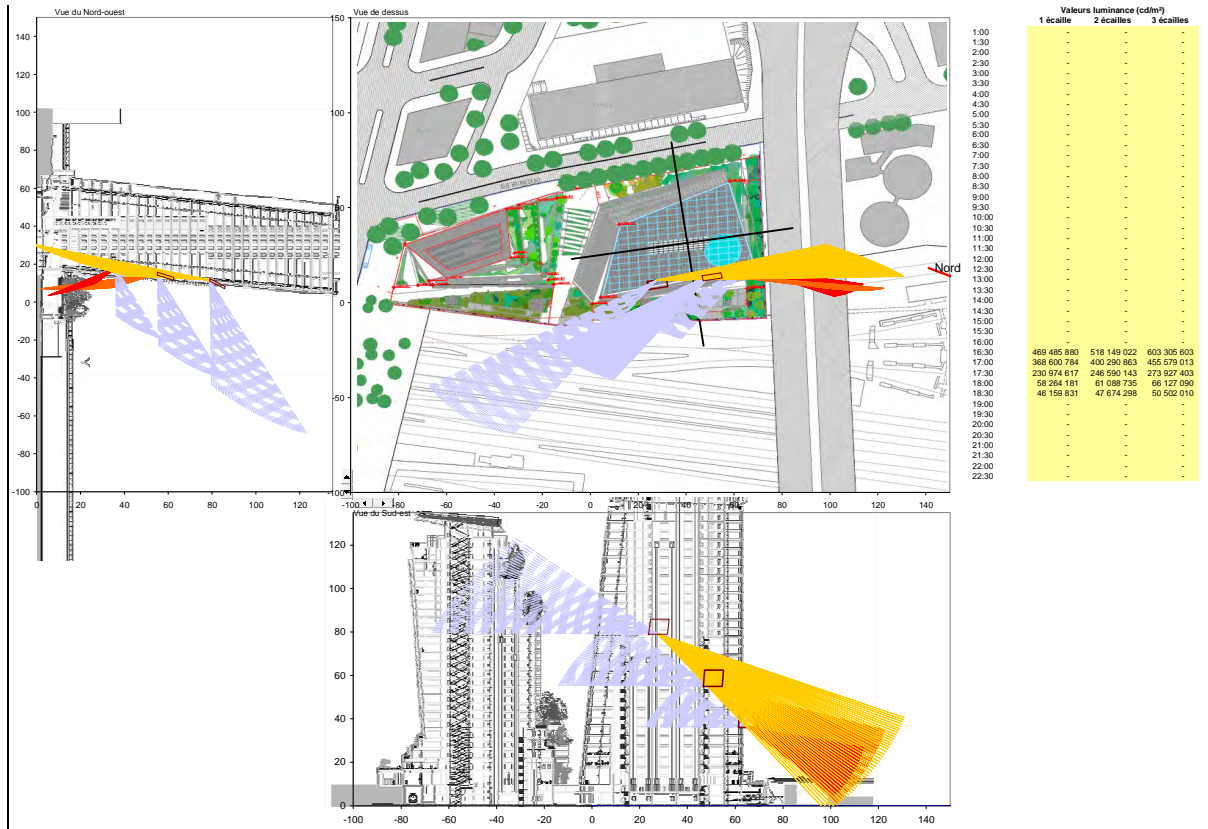 Vue du Nord-ouest
140
120
100
80
60
40
20
0
-20
-40
-60
-80
-100
0 20 40 60 80 100 120
Vue de dessus
150
100
50
0
-50
-100
-100 -80 -60 -40 -20 0 20 40 60 80 100 120 140
Nord
Vue du Sud-est
120
100
80
60
40
20
0
-100 -80 -60 -40 -20 0 20 40 60 80 100 120 140
Valeurs luminance (cd/m²)
1 écaille 2 écailles 3 écailles
1:00 - - -
1:30 - - -
2:00 - - -
2:30 - - -
3:00 - - -
3:30 - - -
4:00 - - -
4:30 - - -
5:00 - - -
5:30 - - -
6:00 - - -
6:30 - - -
7:00 - - -
7:30 - - -
8:00 - - -
8:30 - - -
9:00 - - -
9:30 - - -
10:00 - - -
10:30 - - -
11:00 - - -
11:30 - - -
12:00 - - -
12:30 - - -
13:00 - - -
13:30 - - -
14:00 - - -
14:30 - - -
15:00 - - -
15:30 - - -
16:00 - - -
16:30 469 485 880 518 149 022 603 305 603
17:00 368 600 784 400 290 863 455 579 013
17:30 230 974 617 246 590 143 273 927 403
18:00 58 264 181 61 088 735 66 127 090
18:30 46 159 831 47 674 298 50 502 010
19:00 - - -
19:30 - - -
20:00 - - -
20:30 - - -
21:00 - - -
21:30 - - -
22:00 - - -
22:30 - - -